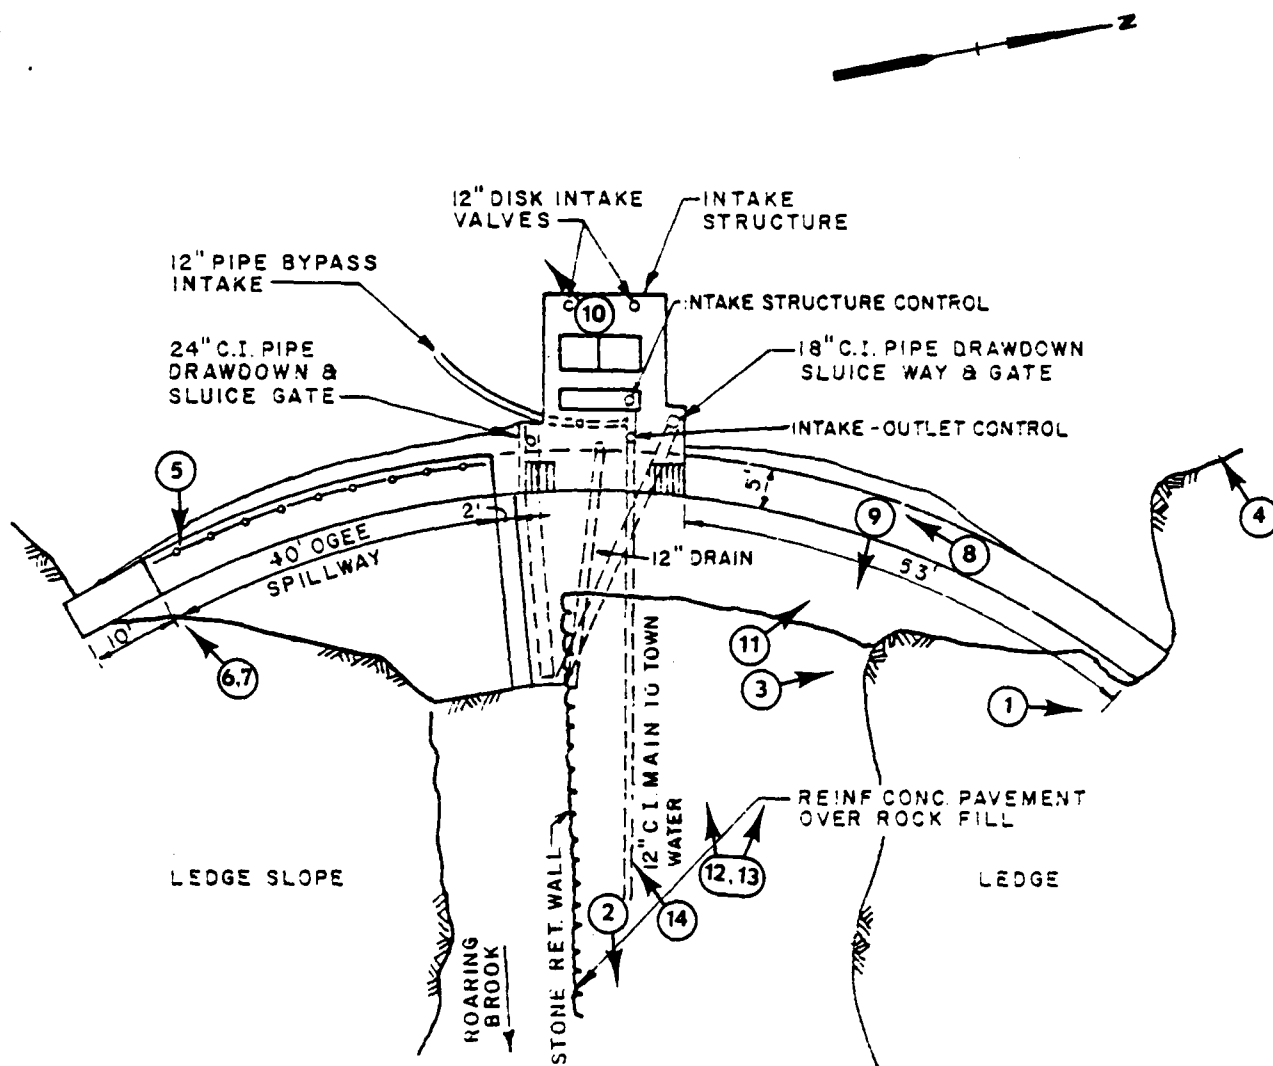 N
12" DISK INTAKE
VALVES
INTAKE
STRUCTURE
12" PIPE BYPASS
INTAKE
10
INTAKE STRUCTURE CONTROL
24" C.I. PIPE
DRAWDOWN &
SLUICE GATE
18" C.I. PIPE DRAWDOWN
SLUICE WAY & GATE
INTAKE-OUTLET CONTROL
5
5'
4
2'
9
8
40' OGEE
SPILLWAY
12" DRAIN
53'
10'
11
6,7
3
1
12" C.I. MAIN TO TOWN
WATER
REINF CONC. PAVEMENT
OVER ROCK FILL
LEDGE SLOPE
12,13
LEDGE
2
14
STONE RET. WALL
ROARING
BROOK